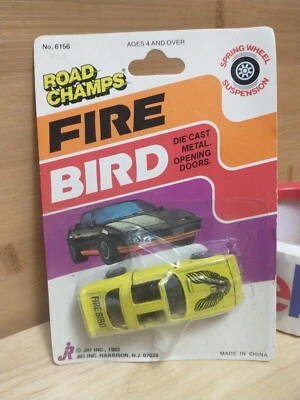 No. 6156
AGES 4 AND OVER
ROAD
CHAMPS
SPRING WHEEL
SUSPENSION
FIRE
BIRD
DIE CAST
METAL.
OPENING
DOORS.
FIRE BIRD
JR
© JRI INC., 1982
JRI INC. HARRISON, N.J. 07029
MADE IN CHINA